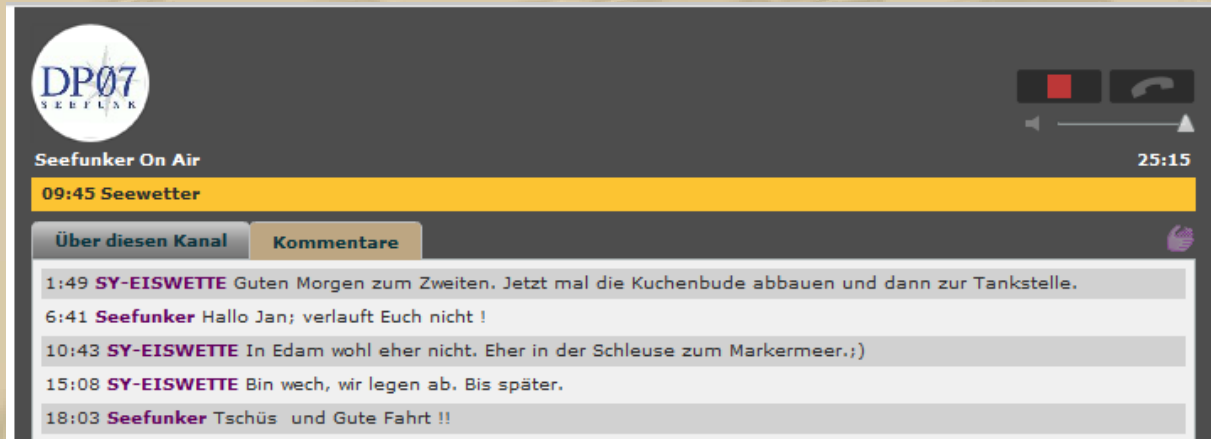 DP07
SEEFUNK
Seefunker On Air
25:15
09:45 Seewetter
Über diesen Kanal
Kommentare
1:49 SY-EISWETTE Guten Morgen zum Zweiten. Jetzt mal die Kuchenbude abbauen und dann zur Tankstelle.
6:41 Seefunker Hallo Jan; verlauft Euch nicht !
10:43 SY-EISWETTE In Edam wohl eher nicht. Eher in der Schleuse zum Markermeer.;)
15:08 SY-EISWETTE Bin wech, wir legen ab. Bis später.
18:03 Seefunker Tschüs  und Gute Fahrt !!